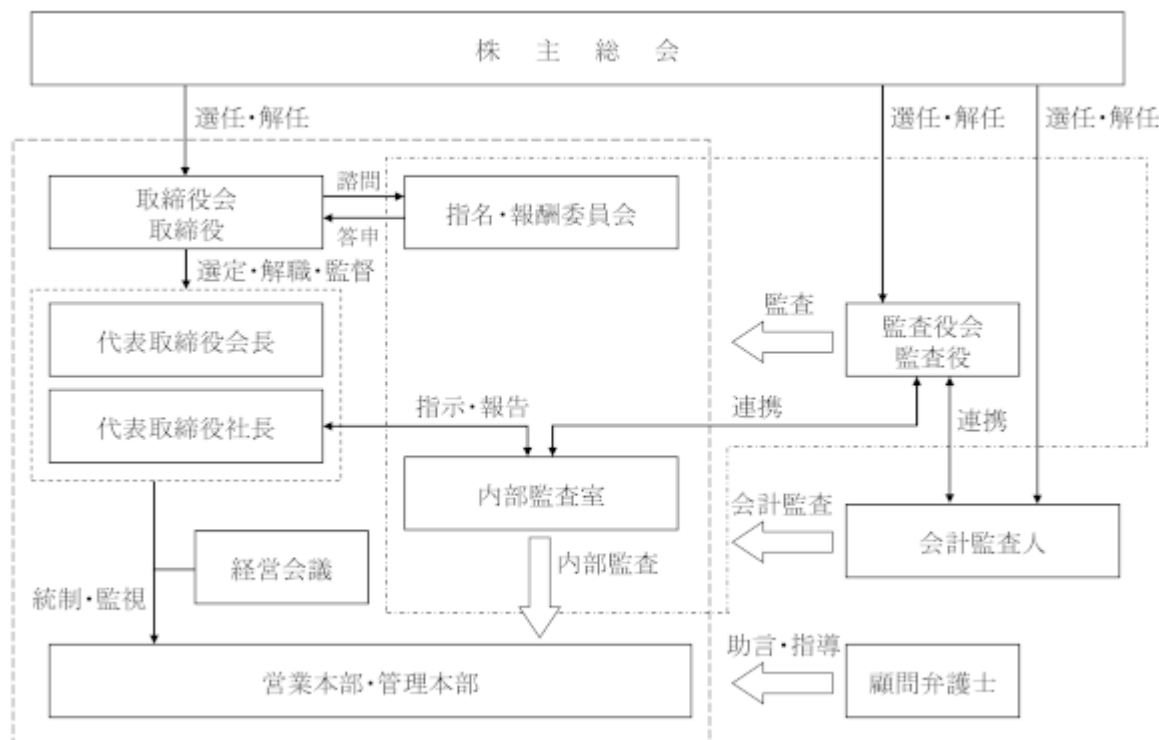 株主総会
選任・解任
選任・解任
選任・解任
取締役会
取締役
諮問
答申
指名・報酬委員会
選定・解職・監督
代表取締役会長
監査
監査役会
監査役
代表取締役社長
指示・報告
連携
連携
内部監査室
会計監査
会計監査人
経営会議
内部監査
統制・監視
営業本部・管理本部
助言・指導
顧問弁護士